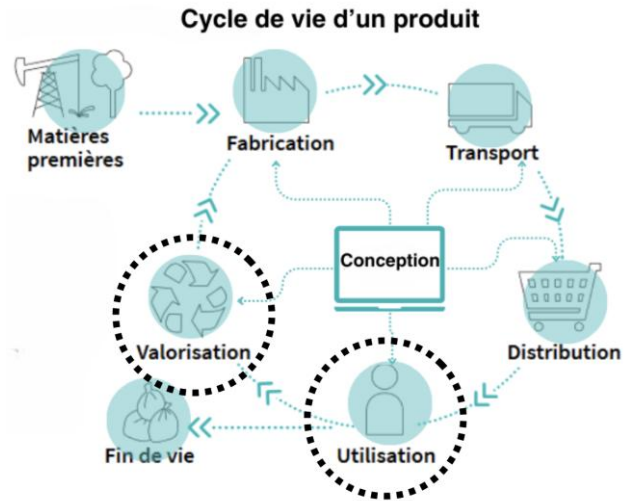 Cycle de vie d’un produit
Matières
premières
Fabrication
Transport
Conception
Valorisation
Distribution
Fin de vie
Utilisation